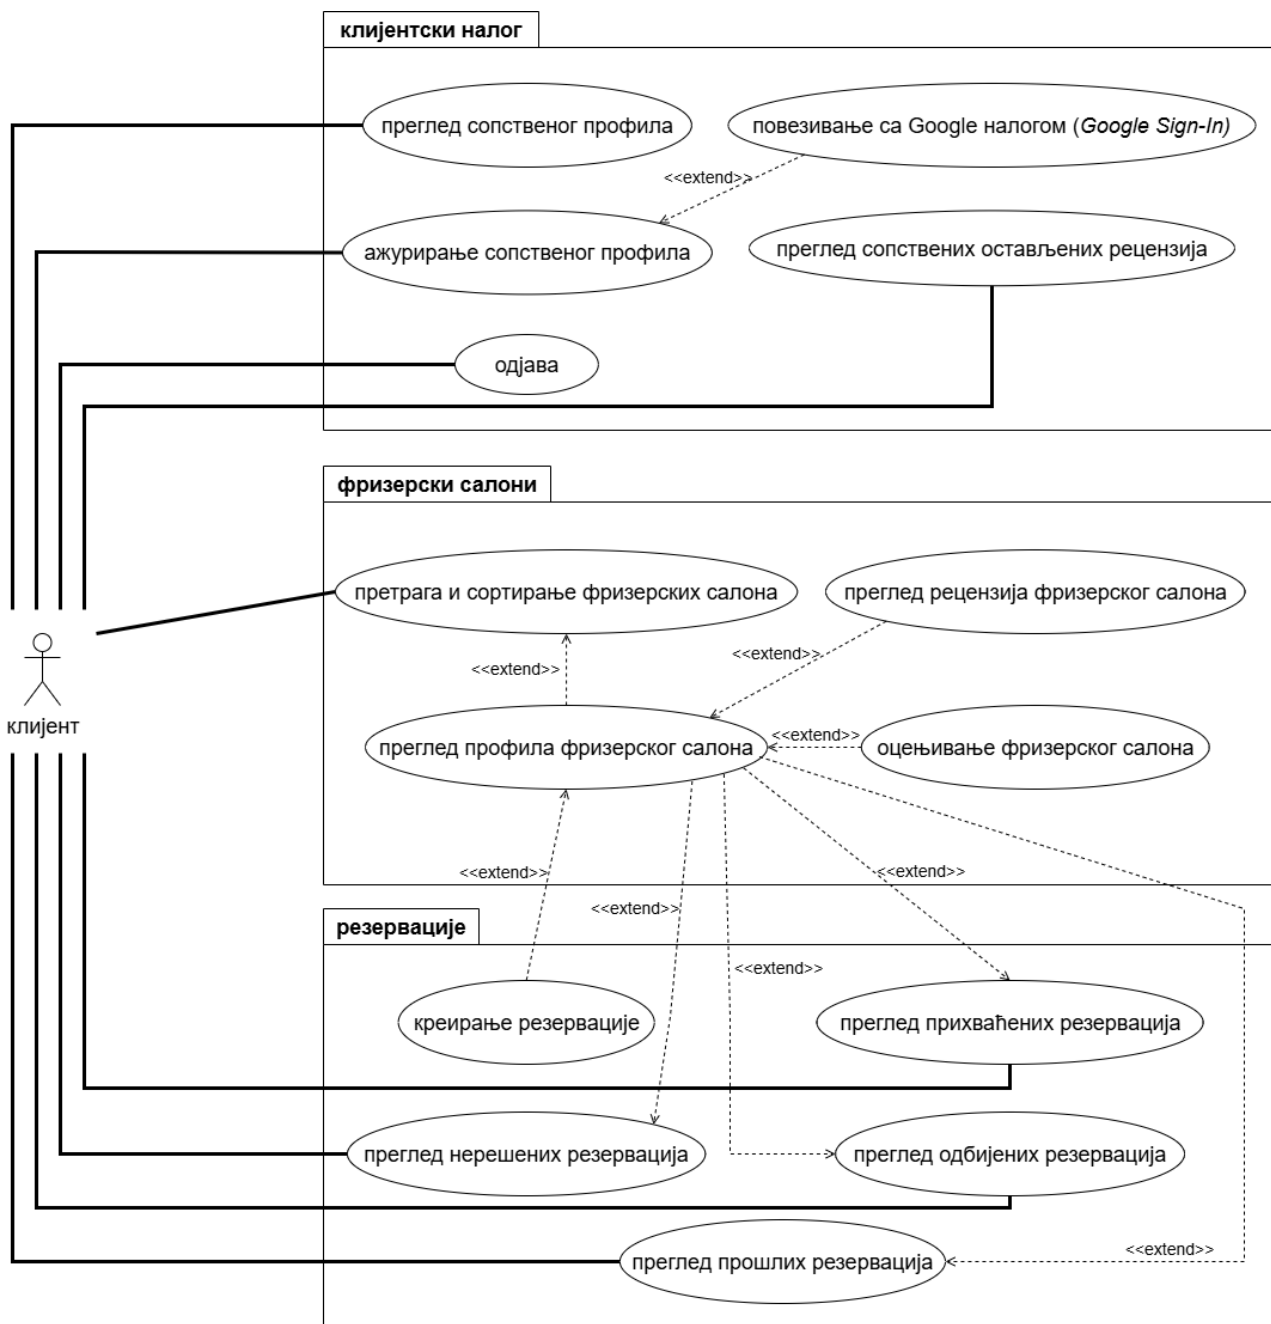 клијентски налог
преглед сопственог профила
повезивање са Google налогом (Google Sign-In)
<<extend>>
ажурирање сопственог профила
преглед сопствених остављених рецензија
одјава
фризерски салони
претрага и сортирање фризерских салона
преглед рецензија фризерског салона
<<extend>>
<<extend>>
клијент
преглед профила фризерског салона
<<extend>>
оцењивање фризерског салона
<<extend>>
<<extend>>
<<extend>>
резервације
<<extend>>
креирање резервације
преглед прихваћених резервација
преглед нерешених резервација
преглед одбијених резервација
<<extend>>
преглед прошлих резервација